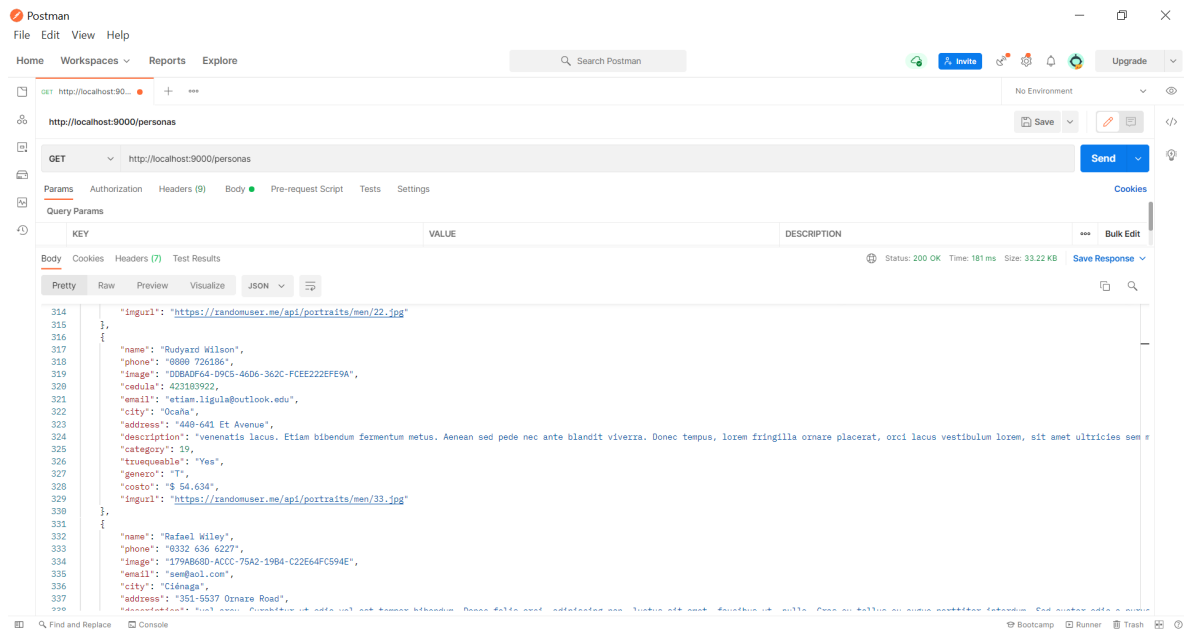 Postman
File Edit View Help
Home Workspaces Reports Explore Search Postman Invite Upgrade
GET http://localhost:90... No Environment
http://localhost:9000/personas Save
GET http://localhost:9000/personas Send
Params Authorization Headers (9) Body Pre-request Script Tests Settings Cookies
Query Params
KEY VALUE DESCRIPTION Bulk Edit
Body Cookies Headers (7) Test Results Status: 200 OK Time: 181 ms Size: 33.22 KB Save Response
Pretty Raw Preview Visualize JSON
314 "imgurl": "https://randomuser.me/api/portraits/men/22.jpg"
315 },
316 {
317 "name": "Rudyard Wilson",
318 "phone": "0800 726186",
319 "image": "DDBADF64-D9C5-46D6-362C-FCEE222EFE9A",
320 "cedula": 423103922,
321 "email": "etiam.ligula@outlook.edu",
322 "city": "Ocaña",
323 "address": "440-641 Et Avenue",
324 "description": "venenatis lacus. Etiam bibendum fermentum metus. Aenean sed pede nec ante blandit viverra. Donec tempus, lorem fringilla ornare placerat, orci lacus vestibulum lorem, sit amet ultricies sem
325 "category": 19,
326 "truequeable": "Yes",
327 "genero": "T",
328 "costo": "$ 54.634",
329 "imgurl": "https://randomuser.me/api/portraits/men/33.jpg"
330 },
331 {
332 "name": "Rafael Wiley",
333 "phone": "0332 636 6227",
334 "image": "179AB68D-ACCC-75A2-19B4-C22E64FC594E",
335 "email": "sem@aol.com",
336 "city": "Ciénaga",
337 "address": "351-5537 Ornare Road",
Find and Replace Console Bootcamp Runner Trash